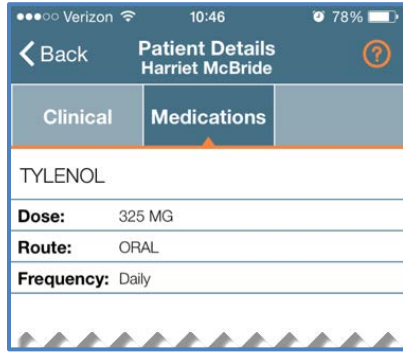 ●●●○○ Verizon 10:46 78%
Back Patient Details ?
Harriet McBride
Clinical Medications
TYLENOL
Dose: 325 MG
Route: ORAL
Frequency: Daily